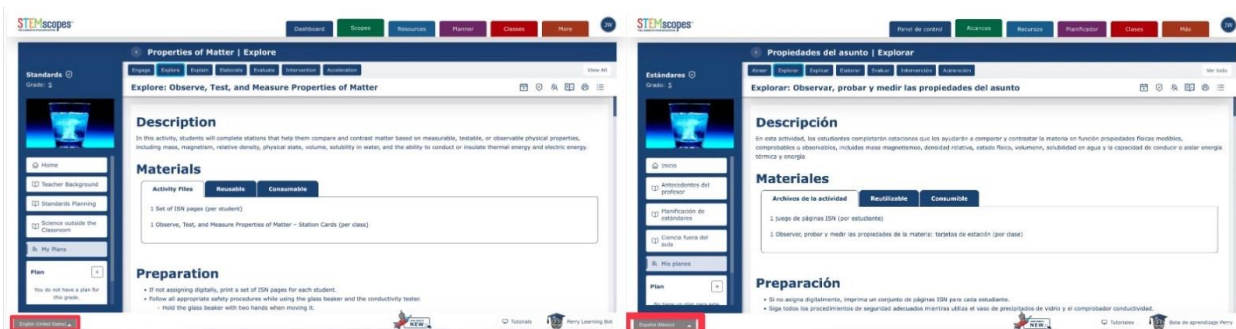 STEMscopes
Dashboard Scopes Resources Planner Classes More JW
Properties of Matter | Explore
Standards
Grade: 5
Engage Explore Explain Elaborate Evaluate Intervention Acceleration View All
Explore: Observe, Test, and Measure Properties of Matter
Description
In this activity, students will complete stations that help them compare and contrast matter based on measurable, testable, or observable physical properties,
including mass, magnetism, relative density, physical state, volume, solubility in water, and the ability to conduct or insulate thermal energy and electric energy.
Materials
Activity Files Reusable Consumable
1 Set of ISN pages (per student)
1 Observe, Test, and Measure Properties of Matter – Station Cards (per class)
Home
Teacher Background
Standards Planning
Science outside the
Classroom
My Plans
Plan +
You do not have a plan for
this grade.
Preparation
• If not assigning digitally, print a set of ISN pages for each student.
• Follow all appropriate safety procedures while using the glass beaker and the conductivity tester.
- Hold the glass beaker with two hands when moving it.
English (United States)
NEW
Tutorials
Perry Learning Bot
STEMscopes
Panel de control Alcances Recursos Planificador Clases Más JW
Propiedades del asunto | Explorar
Estándares
Grado: 5
Explorar Explicar Elaborar Evaluar Intervención Aceleración Ver todo
Explorar: Observar, probar y medir las propiedades del asunto
Descripción
En esta actividad, los estudiantes completarán estaciones que los ayudarán a comparar y contrastar la materia en función propiedades físicas medibles,
comprobables u observables, incluidas masa magnetismo, densidad relativa, estado físico, volumenn, solubilidad en agua y la capacidad de conducir o aislar energía
térmica y energía
Materiales
Archivos de la actividad Reutilizable Consumible
1 juego de páginas ISN (por estudiante)
1 Observar, probar y medir las propiedades de la materia: tarjetas de estación (por clase)
Inicio
Antecedentes del
profesor
Planificación de
estándares
Ciencia fuera del
aula
Mis planes
Plan +
Preparación
• Si no asigna digitalmente, imprima un conjunto de páginas ISN para cada estudiante.
• Siga todos los procedimientos de seguridad adecuados mientras utiliza el vaso de precipitados de vidrio y el comprobador conductividad.
Español (México)
NEW
Tutoriales
Bota de aprendizaje Perry